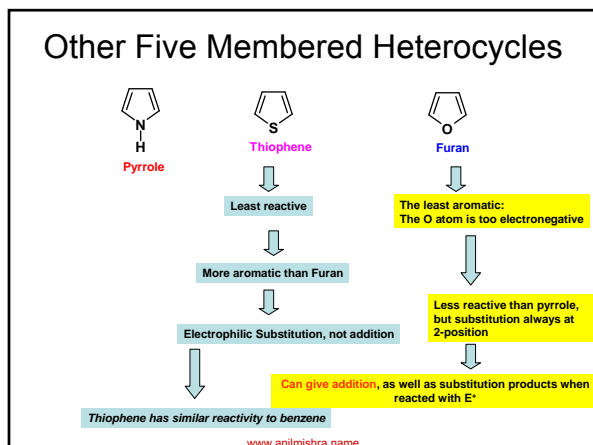 Other Five Membered Heterocycles
N
H
S
O
Pyrrole
Thiophene
Furan
Least reactive
More aromatic than Furan
Electrophilic Substitution, not addition
Thiophene has similar reactivity to benzene
The least aromatic:
The O atom is too electronegative
Less reactive than pyrrole,
but substitution always at
2-position
Can give addition, as well as substitution products when
reacted with E⁺
www.anilmishra.name